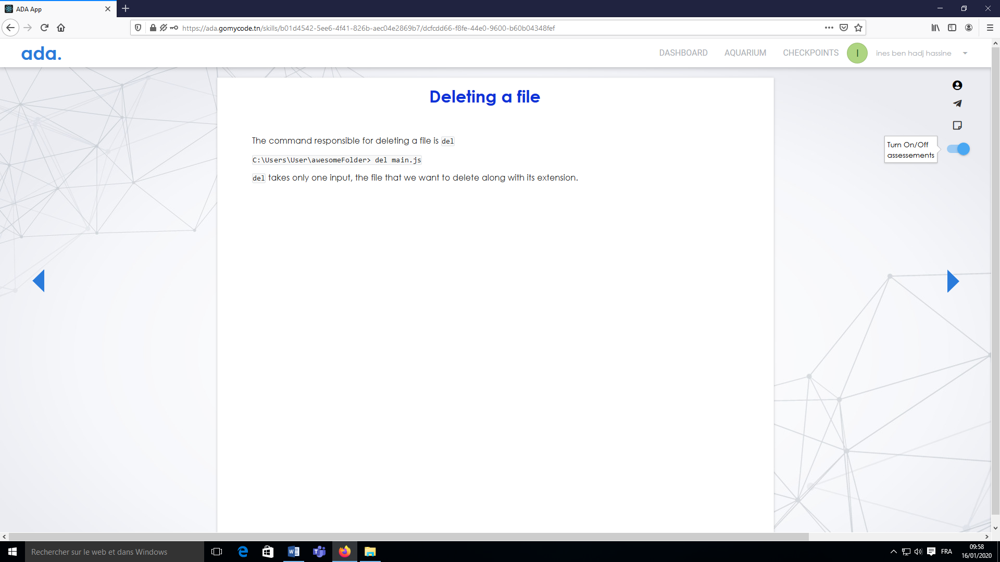 ADA App
https://ada.gomycode.tn/skills/b01d4542-5ee6-4f41-826b-aec04e2869b7/dcfcdd66-f8fe-44e0-9600-b60b04348fef
ada.
DASHBOARD
AQUARIUM
CHECKPOINTS
I
ines ben hadj hassine
Deleting a file
The command responsible for deleting a file is del
C:\Users\User\awesomeFolder> del main.js
del takes only one input, the file that we want to delete along with its extension.
Turn On/Off
assessements
Rechercher sur le web et dans Windows
FRA
09:58
16/01/2020